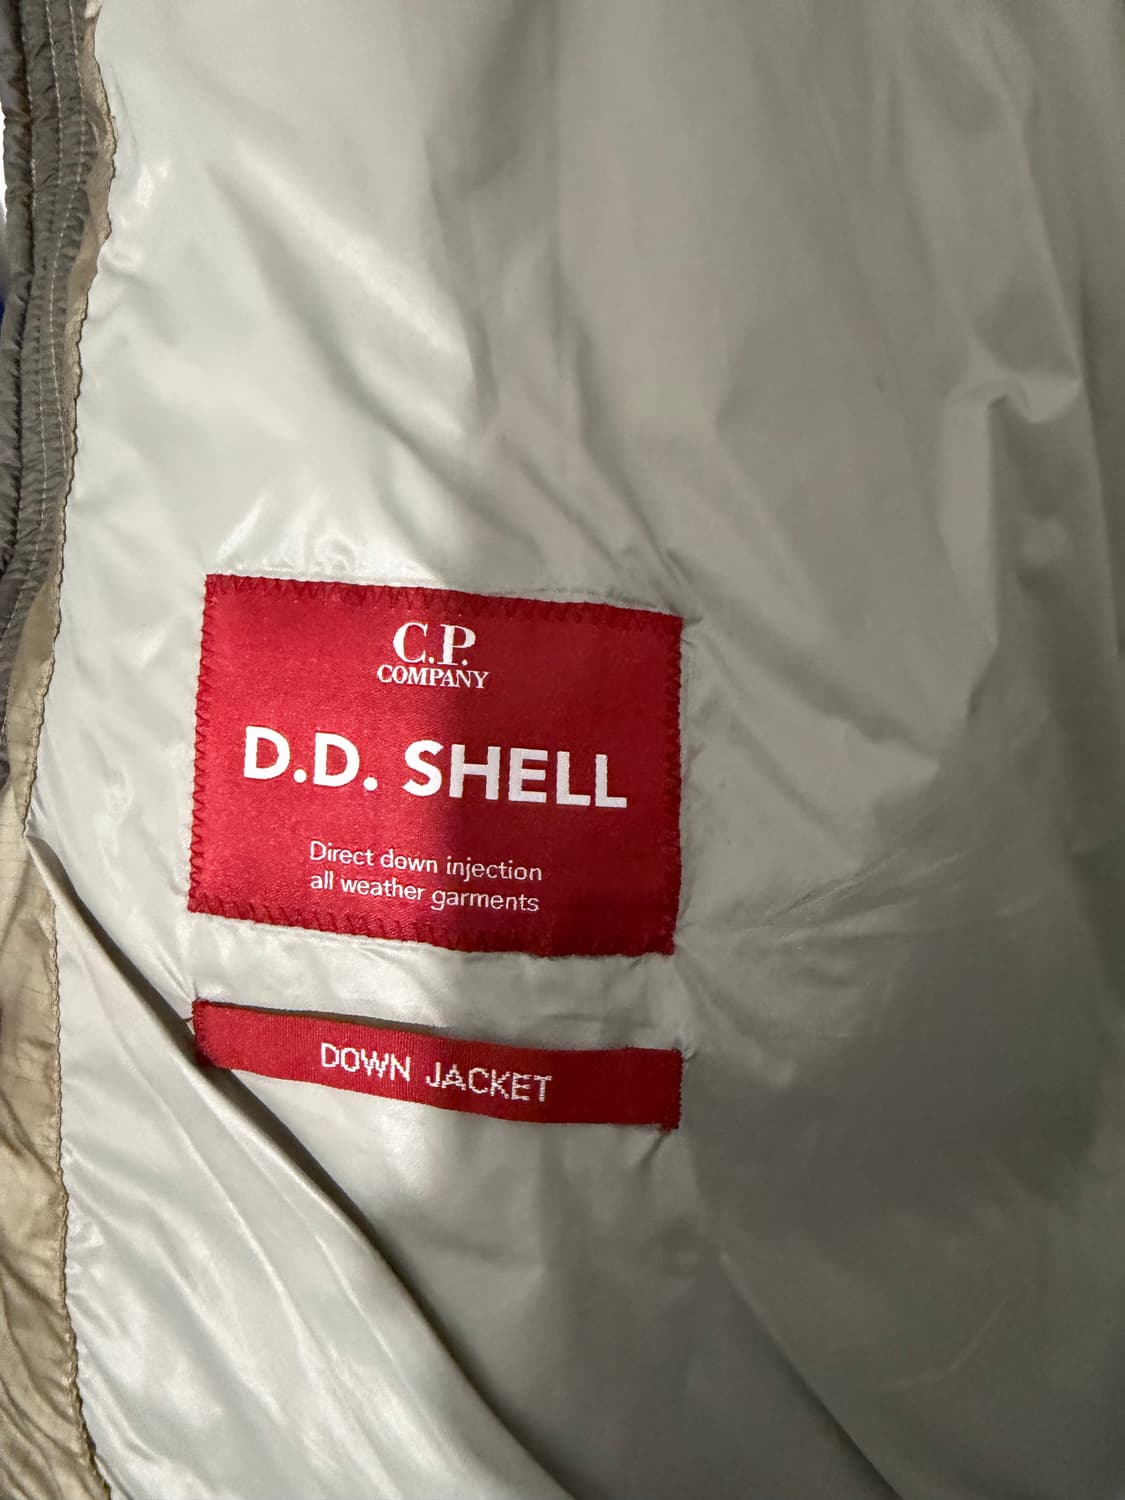 C.P.
COMPANY
D.D. SHELL
Direct down injection
all weather garments
DOWN JACKET